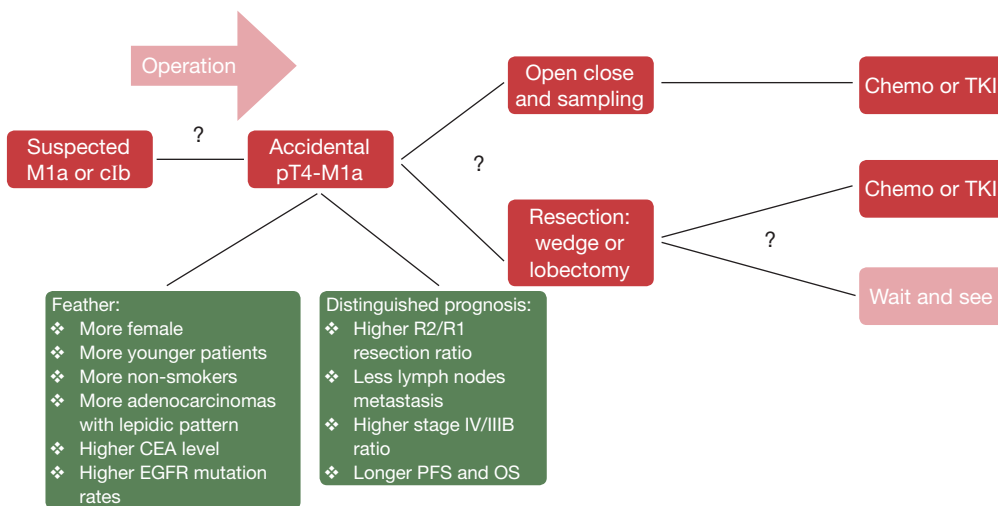 Operation
Suspected
M1a or cIb
?
Accidental
pT4-M1a
?
Open close
and sampling
Chemo or TKI
Resection:
wedge or
lobectomy
?
Chemo or TKI
Wait and see
Feather:
❖ More female
❖ More younger patients
❖ More non-smokers
❖ More adenocarcinomas
with lepidic pattern
❖ Higher CEA level
❖ Higher EGFR mutation
rates
Distinguished prognosis:
❖ Higher R2/R1
resection ratio
❖ Less lymph nodes
metastasis
❖ Higher stage IV/IIIB
ratio
❖ Longer PFS and OS